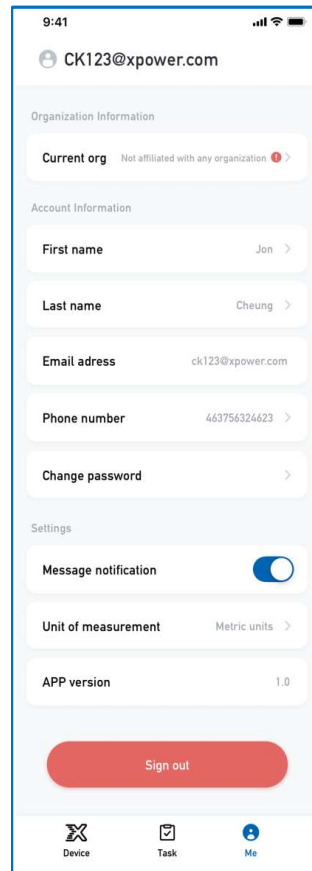 9:41
CK123@xpower.com
Organization Information
Current org Not affiliated with any organization !
Account Information
First name Jon
Last name Cheung
Email adress ck123@xpower.com
Phone number 463756324623
Change password
Settings
Message notification
Unit of measurement Metric units
APP version 1.0
Sign out
Device Task Me